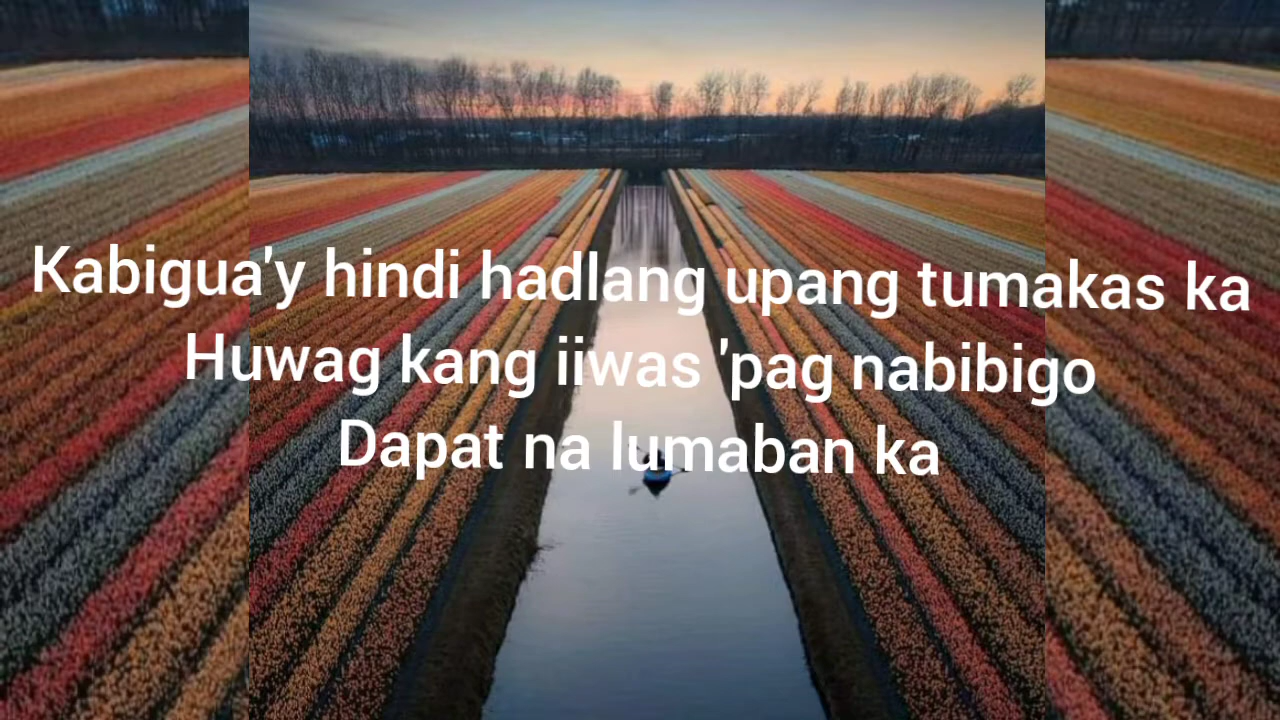 Kabigua'y hindi hadlang upang tumakas ka
Huwag kang iiwas 'pag nabibigo
Dapat na lumaban ka